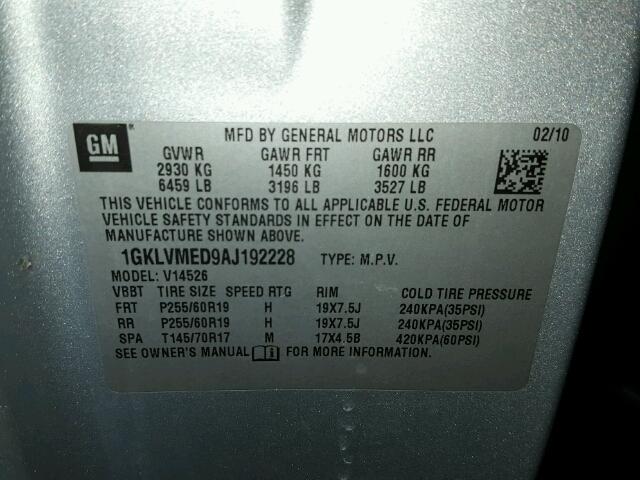 GM
MFD BY GENERAL MOTORS LLC 02/10
GVWR GAWR FRT GAWR RR
2930 KG 1450 KG 1600 KG
6459 LB 3196 LB 3527 LB
THIS VEHICLE CONFORMS TO ALL APPLICABLE U.S. FEDERAL MOTOR
VEHICLE SAFETY STANDARDS IN EFFECT ON THE DATE OF
MANUFACTURE SHOWN ABOVE.
1GKLVMED9AJ192228 TYPE: M.P.V.
MODEL: V14526
VBBT TIRE SIZE SPEED RTG RIM COLD TIRE PRESSURE
FRT P255/60R19 H 19X7.5J 240KPA(35PSI)
RR P255/60R19 H 19X7.5J 240KPA(35PSI)
SPA T145/70R17 M 17X4.5B 420KPA(60PSI)
SEE OWNER'S MANUAL FOR MORE INFORMATION.